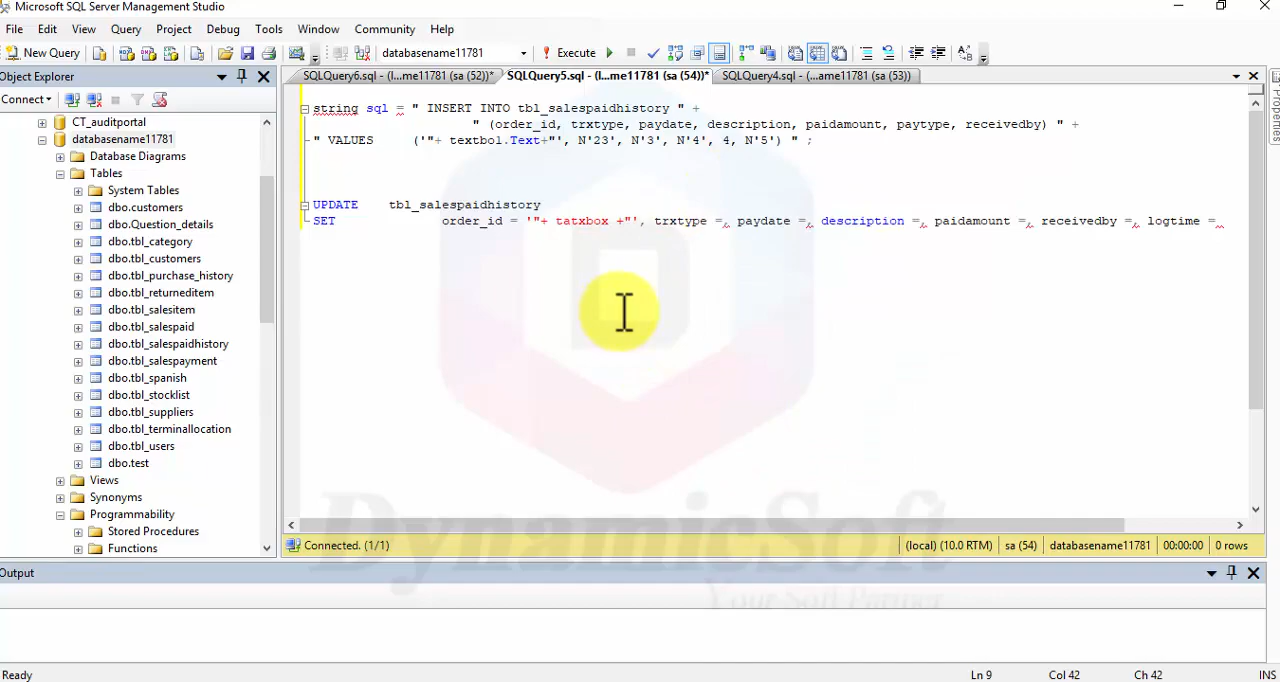 Microsoft SQL Server Management Studio
File Edit View Query Project Debug Tools Window Community Help
New Query databasename11781 Execute
Object Explorer
SQLQuery6.sql - (l...me11781 (sa (52))* SQLQuery5.sql - (l...me11781 (sa (54))* SQLQuery4.sql - (...ame11781 (sa (53))
Properties
Connect
CT_auditportal
databasename11781
Database Diagrams
Tables
System Tables
dbo.customers
dbo.Question_details
dbo.tbl_category
dbo.tbl_customers
dbo.tbl_purchase_history
dbo.tbl_returneditem
dbo.tbl_salesitem
dbo.tbl_salespaid
dbo.tbl_salespaidhistory
dbo.tbl_salespayment
dbo.tbl_spanish
dbo.tbl_stocklist
dbo.tbl_suppliers
dbo.tbl_terminallocation
dbo.tbl_users
dbo.test
Views
Synonyms
Programmability
Stored Procedures
Functions
string sql = " INSERT INTO tbl_salespaidhistory " +
" (order_id, trxtype, paydate, description, paidamount, paytype, receivedby) " +
" VALUES ('"+ textbo1.Text+"', N'23', N'3', N'4', 4, N'5') " ;
UPDATE tbl_salespaidhistory
SET order_id = '"+ tatxbox +"', trxtype =, paydate =, description =, paidamount =, receivedby =, logtime =
DynamicSoft
Your Soft Partner
Connected. (1/1) (local) (10.0 RTM) sa (54) databasename11781 00:00:00 0 rows
Output
Ready Ln 9 Col 42 Ch 42 INS